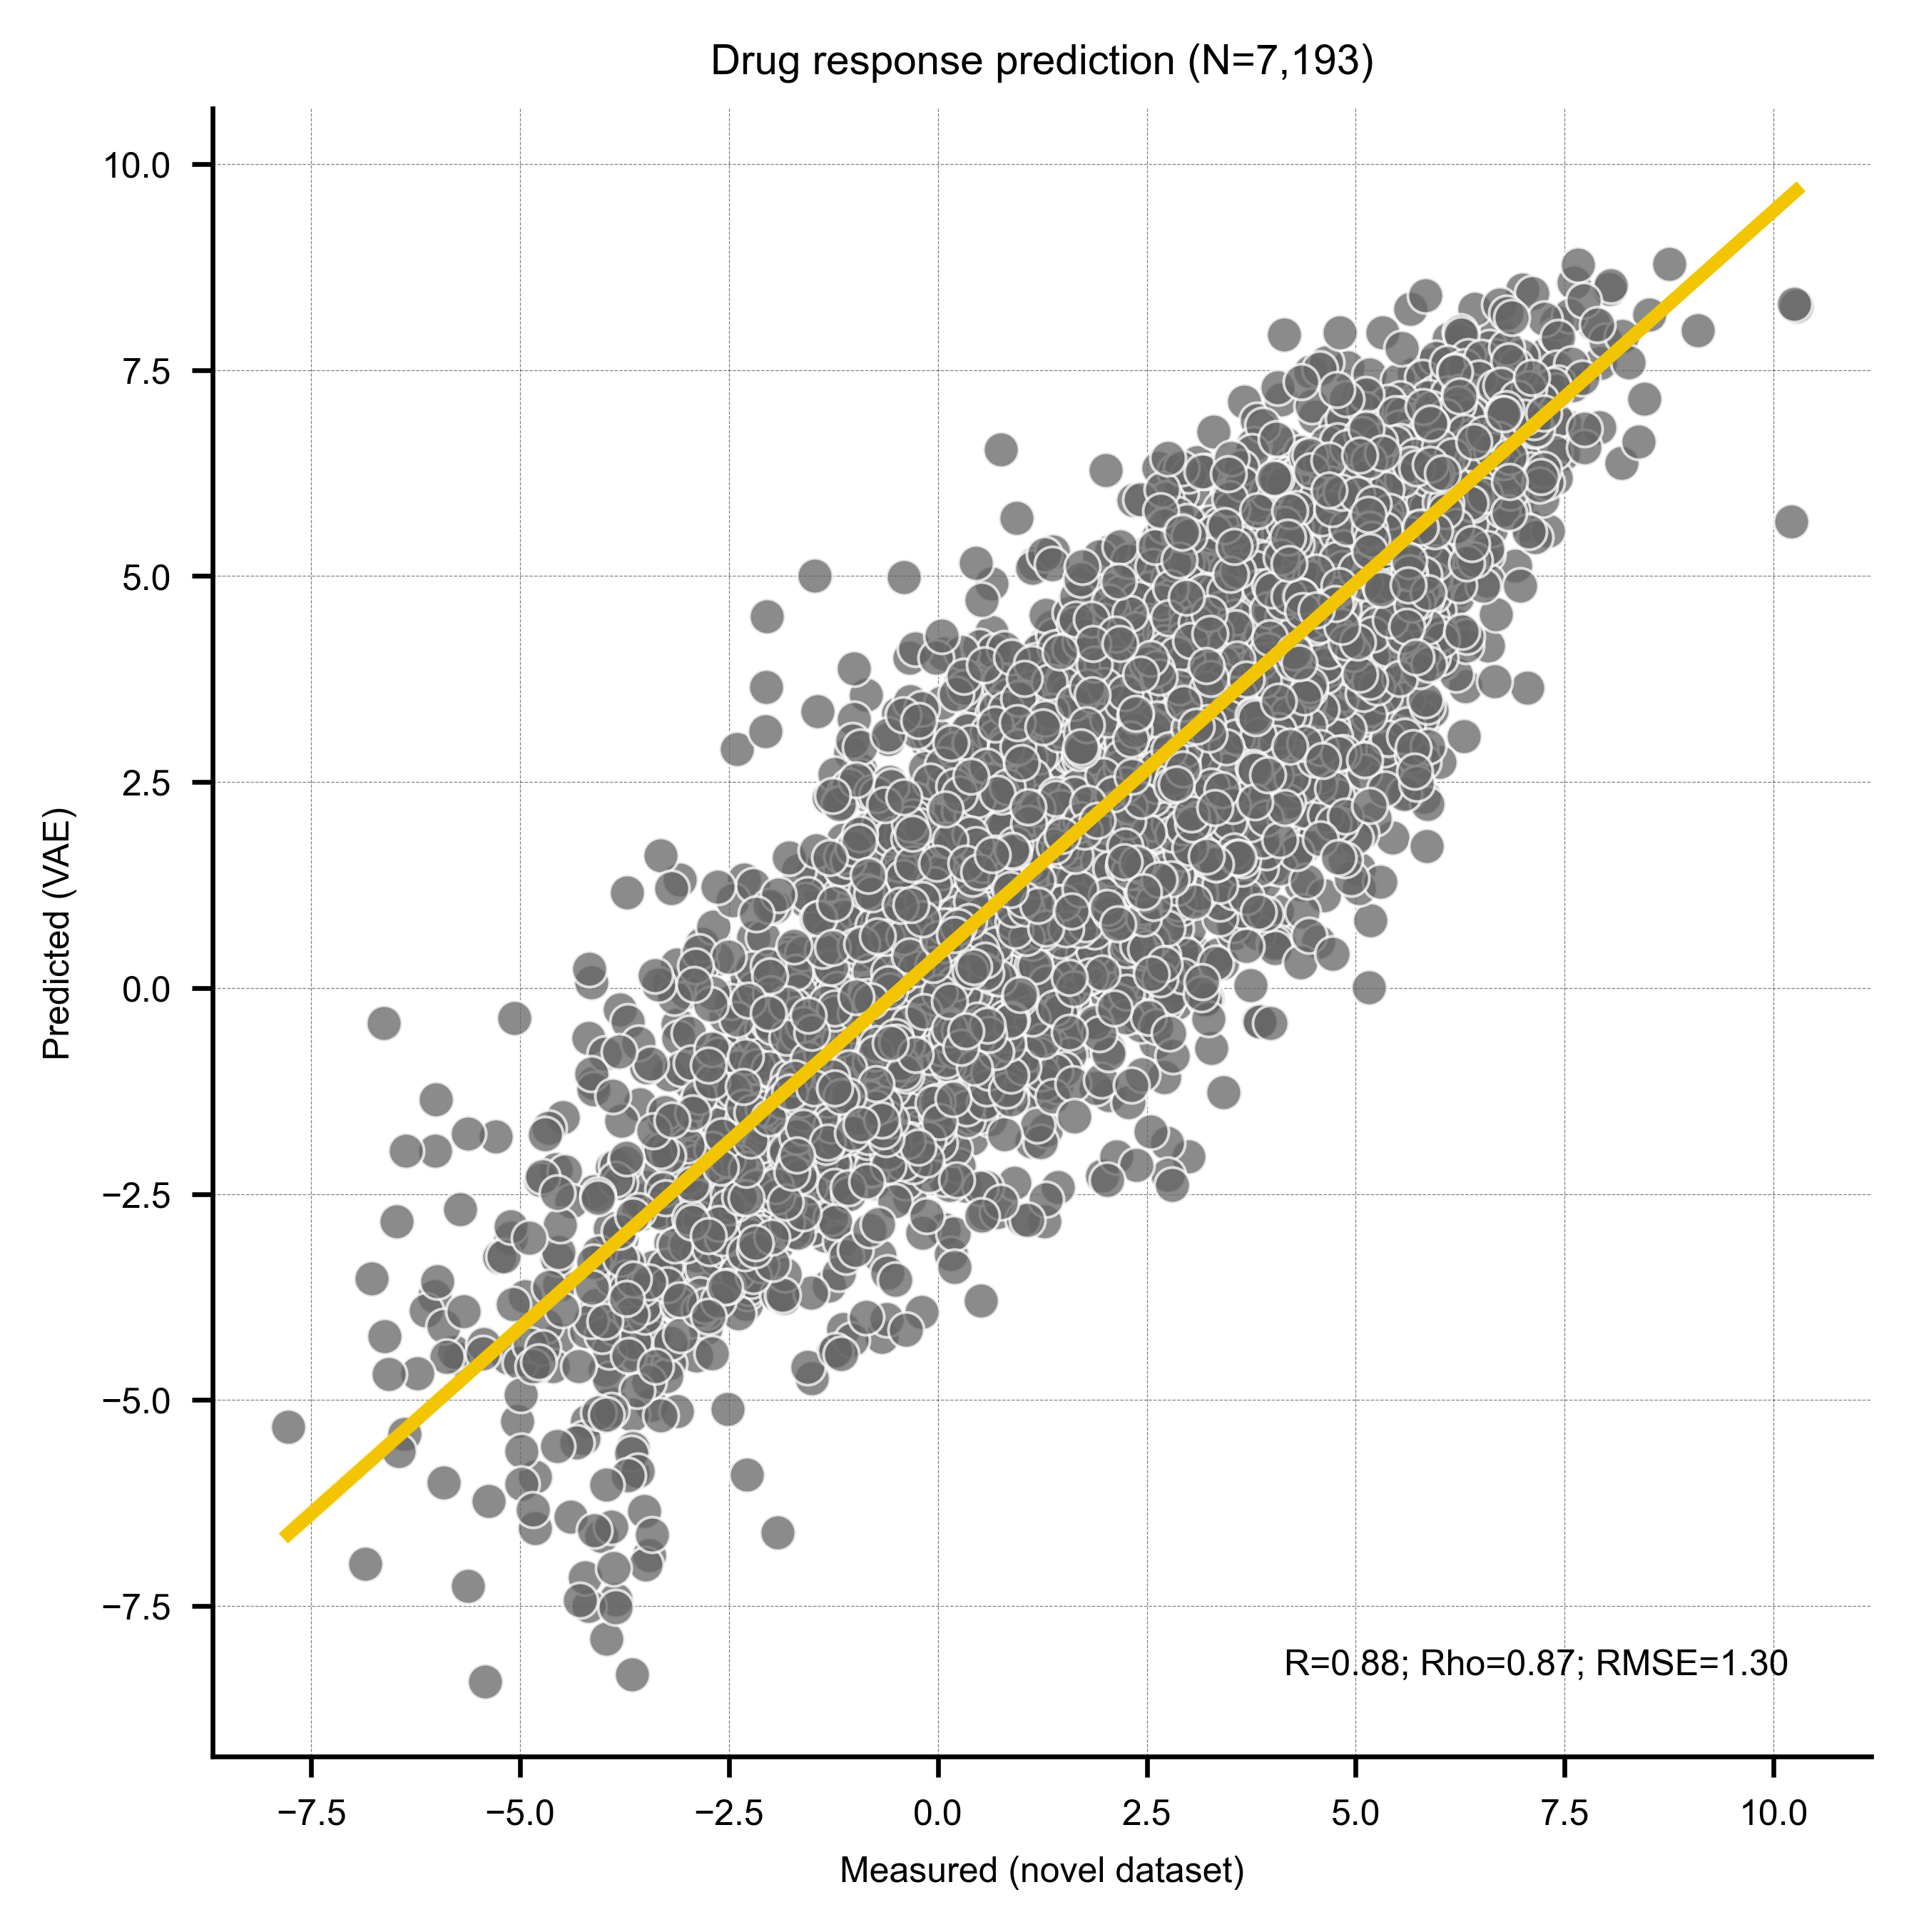 Drug response prediction (N=7,193)
10.0
7.5
5.0
2.5
0.0
−2.5
−5.0
−7.5
Predicted (VAE)
R=0.88; Rho=0.87; RMSE=1.30
−7.5 −5.0 −2.5 0.0 2.5 5.0 7.5 10.0
Measured (novel dataset)